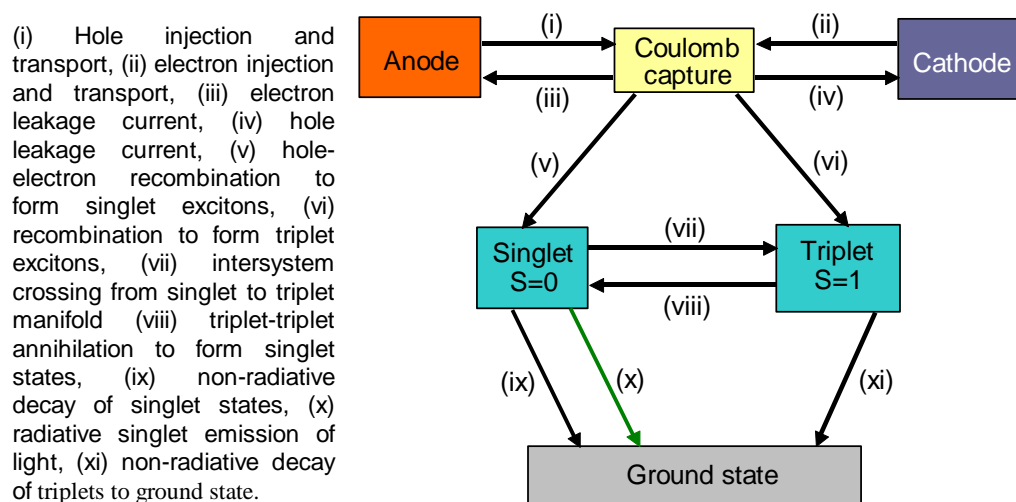 (i) Hole injection and
transport, (ii) electron injection
and transport, (iii) electron
leakage current, (iv) hole
leakage current, (v) hole-
electron recombination to
form singlet excitons, (vi)
recombination to form triplet
excitons, (vii) intersystem
crossing from singlet to triplet
manifold (viii) triplet-triplet
annihilation to form singlet
states, (ix) non-radiative
decay of singlet states, (x)
radiative singlet emission of
light, (xi) non-radiative decay
of triplets to ground state.
Anode
(i)
(iii)
Coulomb
capture
(ii)
(iv)
Cathode
(v)
(vi)
Singlet
S=0
(vii)
(viii)
Triplet
S=1
(ix)
(x)
(xi)
Ground state